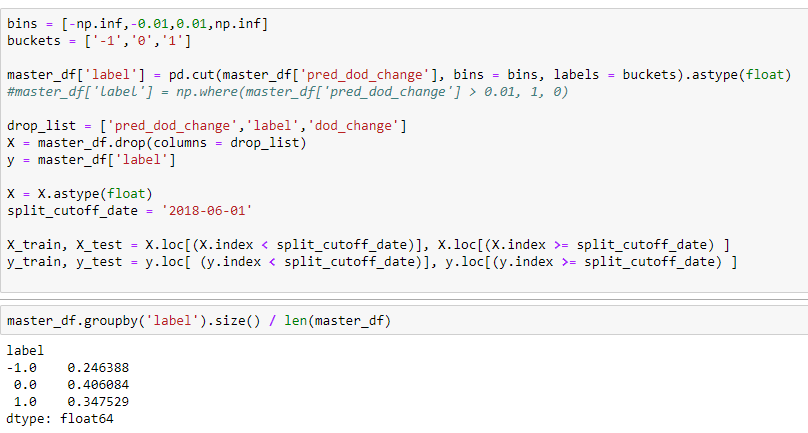 bins = [-np.inf,-0.01,0.01,np.inf]
buckets = ['-1','0','1']
master_df['label'] = pd.cut(master_df['pred_dod_change'], bins = bins, labels = buckets).astype(float)
#master_df['label'] = np.where(master_df['pred_dod_change'] > 0.01, 1, 0)
drop_list = ['pred_dod_change','label','dod_change']
X = master_df.drop(columns = drop_list)
y = master_df['label']
X = X.astype(float)
split_cutoff_date = '2018-06-01'
X_train, X_test = X.loc[(X.index < split_cutoff_date)], X.loc[(X.index >= split_cutoff_date) ]
y_train, y_test = y.loc[ (y.index < split_cutoff_date)], y.loc[(y.index >= split_cutoff_date) ]
master_df.groupby('label').size() / len(master_df)
label
-1.0    0.246388
 0.0    0.406084
 1.0    0.347529
dtype: float64